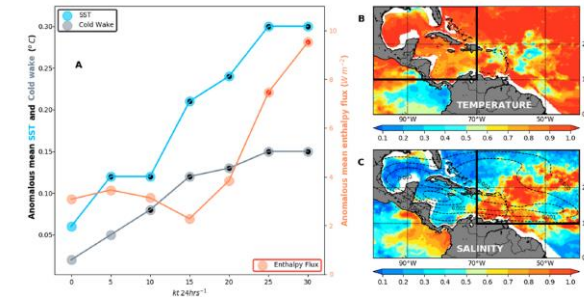 SST
Cold Wake
A
Anomalous mean SST and Cold wake (°C)
0.30
0.25
0.20
0.15
0.10
0.05
0 5 10 15 20 25 30
kt 24hrs⁻¹
Enthalpy Flux
10
8
6
4
2
0
Anomalous mean enthalpy flux (W m⁻²)
B
TEMPERATURE
90°W 70°W 50°W
0.1 0.2 0.3 0.4 0.5 0.6 0.7 0.8 0.9 1.0
C
SALINITY
90°W 70°W 50°W
0.1 0.2 0.3 0.4 0.5 0.6 0.7 0.8 0.9 1.0